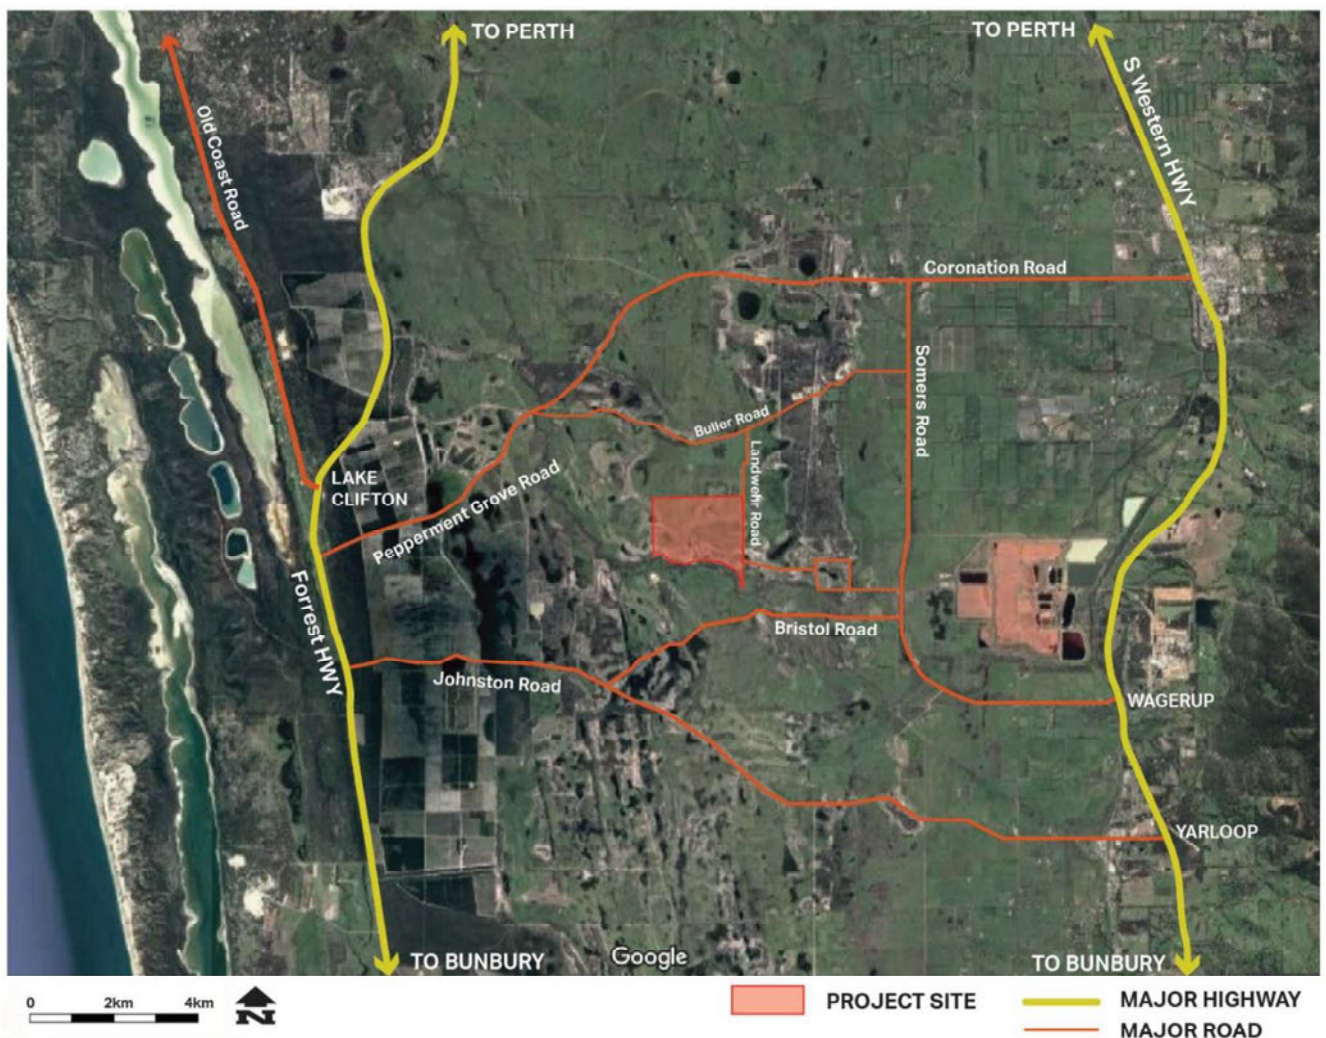 TO PERTH
TO PERTH
S Western HWY
Old Coast Road
Coronation Road
Somers Road
Buller Road
Landwehr Road
LAKE
CLIFTON
Pepperment Grove Road
Forrest HWY
Bristol Road
Johnston Road
WAGERUP
YARLOOP
TO BUNBURY
Google
TO BUNBURY
0 2km 4km
N
PROJECT SITE
MAJOR HIGHWAY
MAJOR ROAD